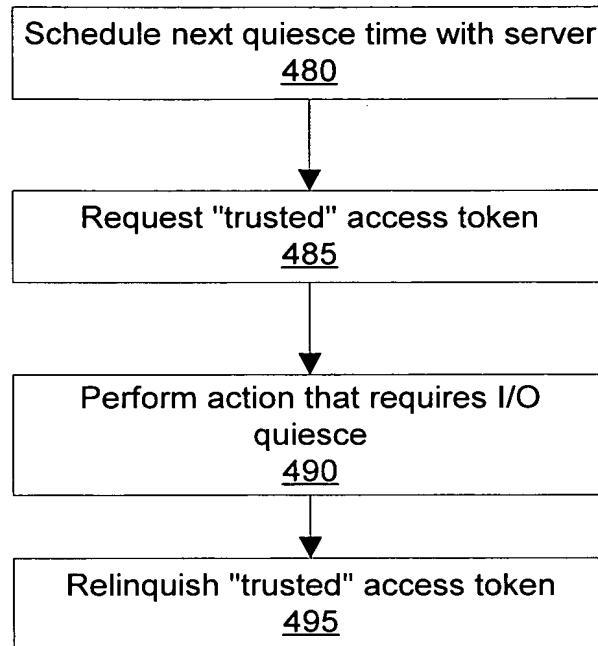 Schedule next quiesce time with server
480
Request "trusted" access token
485
Perform action that requires I/O
quiesce
490
Relinquish "trusted" access token
495